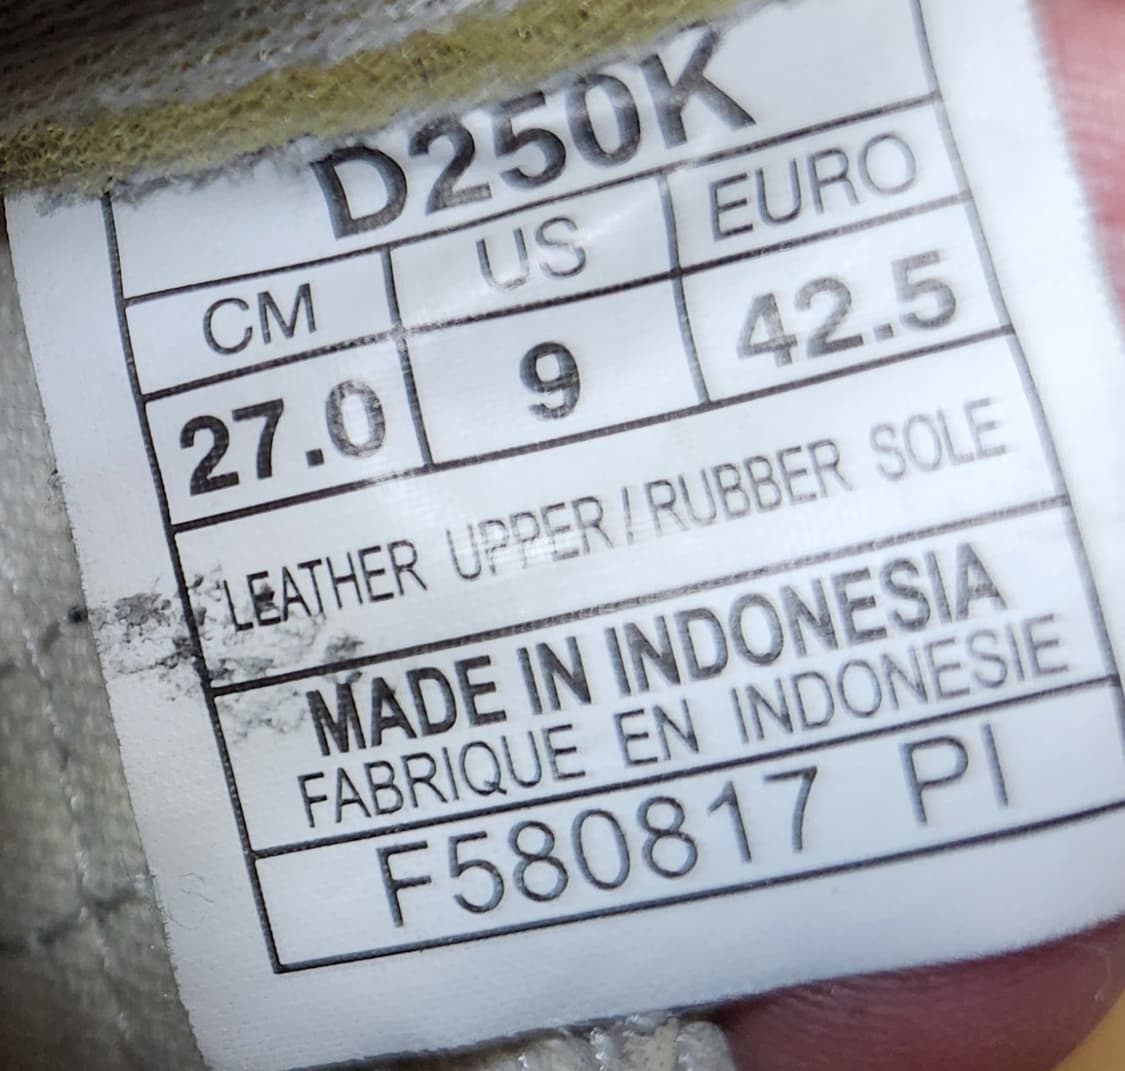 D250K
CM US EURO
27.0 9 42.5
LEATHER UPPER / RUBBER SOLE
MADE IN INDONESIA
FABRIQUE EN INDONESIE
F580817 PI